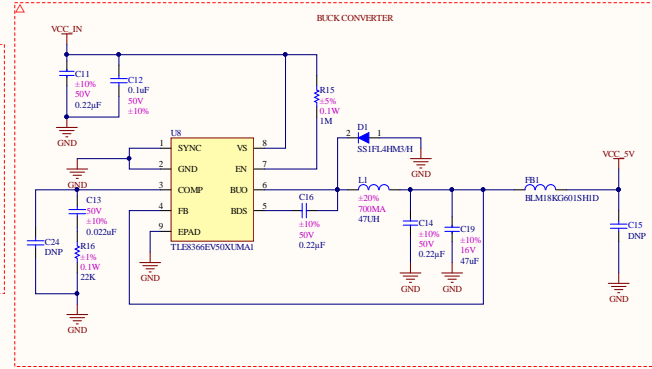 BUCK CONVERTER
VCC_IN
C11
±10%
50V
0.22µF
C12
0.1uF
50V
±10%
GND
R15
±5%
0.1W
1M
U8
1 SYNC VS 8
2 GND EN 7
3 COMP BUO 6
4 FB BDS 5
9 EPAD
TLE8366EV50XUMA1
GND
GND
D1
2 1
SS1FL4HM3/H
GND
C13
50V
±10%
0.022uF
C24
DNP
R16
±1%
0.1W
22K
GND
C16
±10%
50V
0.22µF
L1
±20%
700MA
47UH
C14
±10%
50V
0.22µF
GND
C19
±10%
16V
47uF
GND
FB1
BLM18KG601SH1D
VCC_5V
C15
DNP
GND